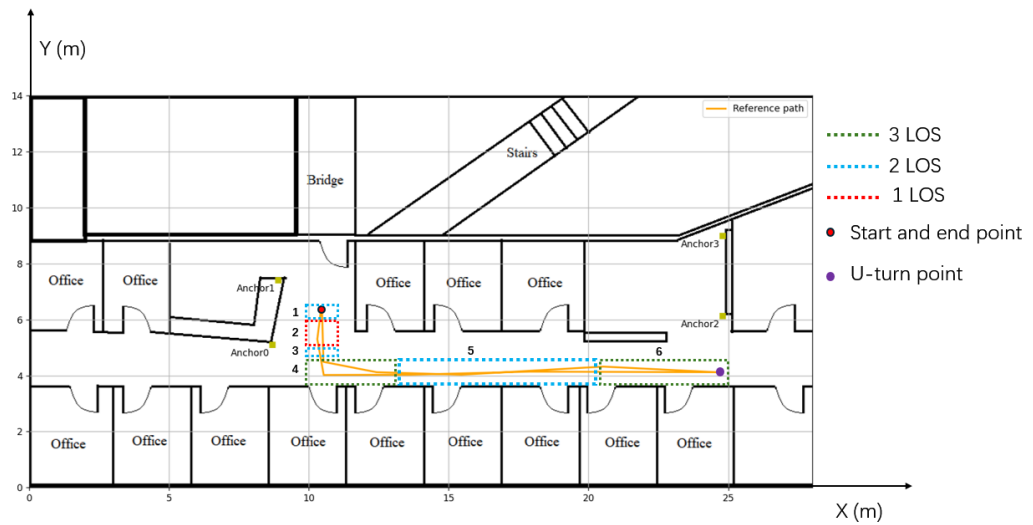 Y (m)
14
12
10
8
6
4
2
0
0
5
10
15
20
25
X (m)
Reference path
3 LOS
2 LOS
1 LOS
Start and end point
U-turn point
Stairs
Bridge
Anchor3
Office
Office
Office
Office
Office
Anchor1
Anchor2
Anchor0
1
2
3
4
5
6
Office
Office
Office
Office
Office
Office
Office
Office
Office